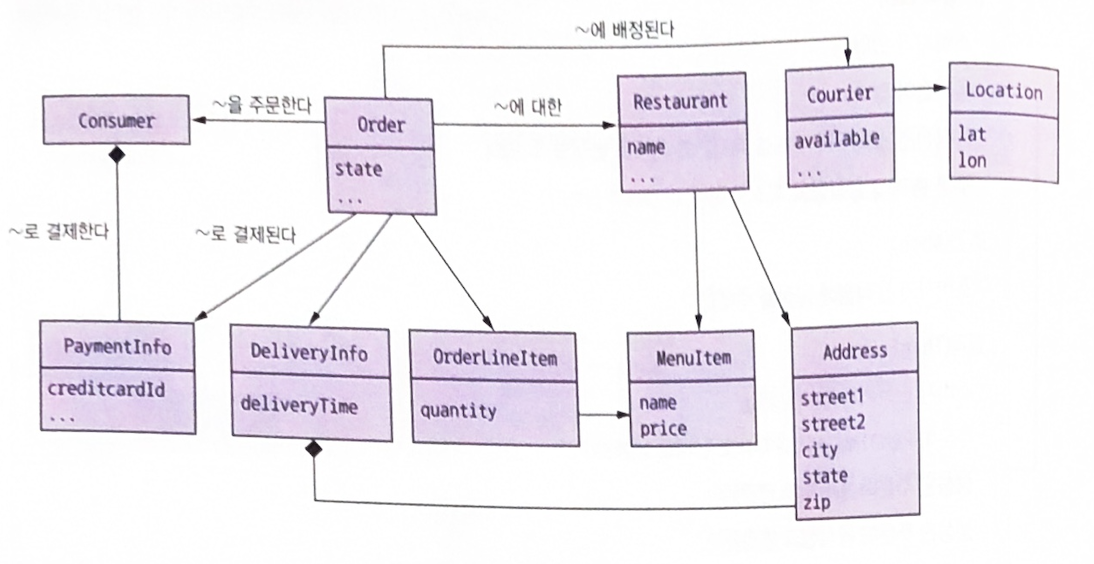 ~에 배정된다
Consumer
~을 주문한다
Order
state
...
~에 대한
Restaurant
name
...
Courier
available
...
Location
lat
lon
~로 결제한다
~로 결제된다
PaymentInfo
creditcardId
...
DeliveryInfo
deliveryTime
OrderLineItem
quantity
MenuItem
name
price
Address
street1
street2
city
state
zip